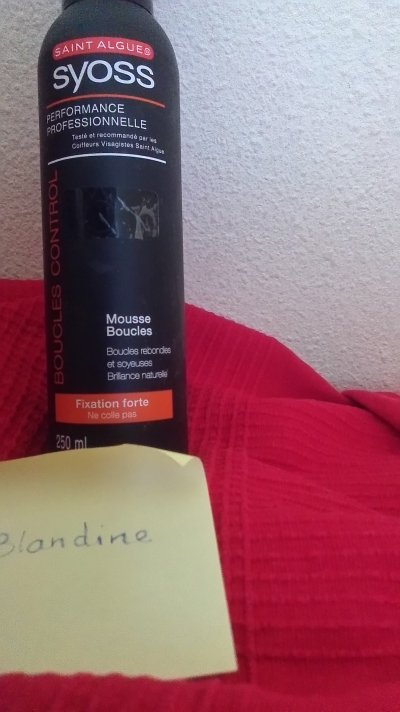 SAINT ALGUE
syoss
PERFORMANCE
PROFESSIONNELLE
Testé et recommandé par les
Coiffeurs Visagistes Saint Algue
BOUCLES CONTROL
Mousse
Boucles
Boucles rebondies
et soyeuses
Brillance naturelle
Fixation forte
Ne colle pas
250 ml
Blandine